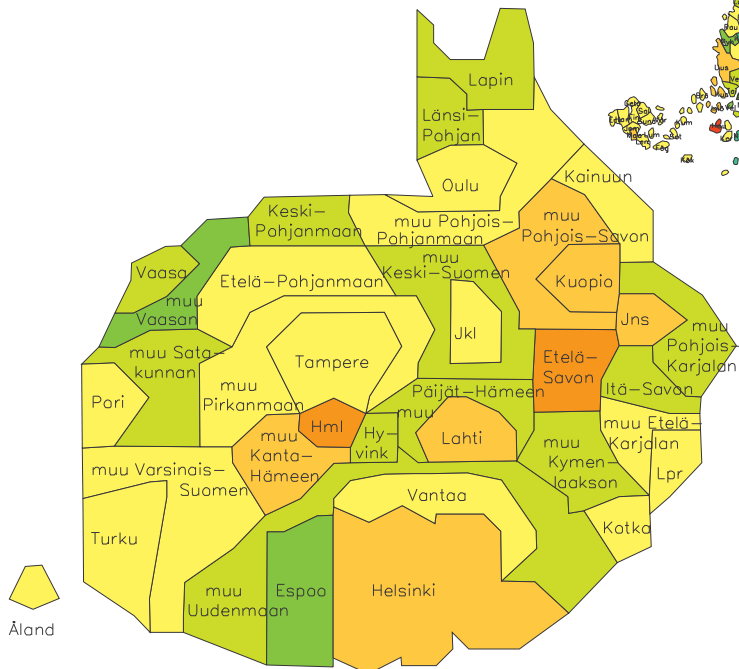 Lapin
Länsi–
Pohjan
Oulu
Kainuun
Keski–
Pohjanmaan
muu Pohjois–
Pohjanmaan
muu
Pohjois–Savon
Vaasa
muu
Vaasan
Etelä–Pohjanmaan
muu
Keski–Suomen
Kuopio
Jns
Jkl
muu Sata–
kunnan
Tampere
Etelä–
Savon
muu
Pohjois–
Karjalan
Itä–Savon
Pori
muu
Pirkanmaan
Päijät–Hämeen
muu
Hml
Hy–
vink
Lahti
muu
Kanta–
Hämeen
muu
Kymen–
laakson
muu Etelä–
Karjalan
Lpr
muu Varsinais–
Suomen
Vantaa
Turku
Kotka
muu
Uudenmaan
Espoo
Helsinki
Åland
Kök